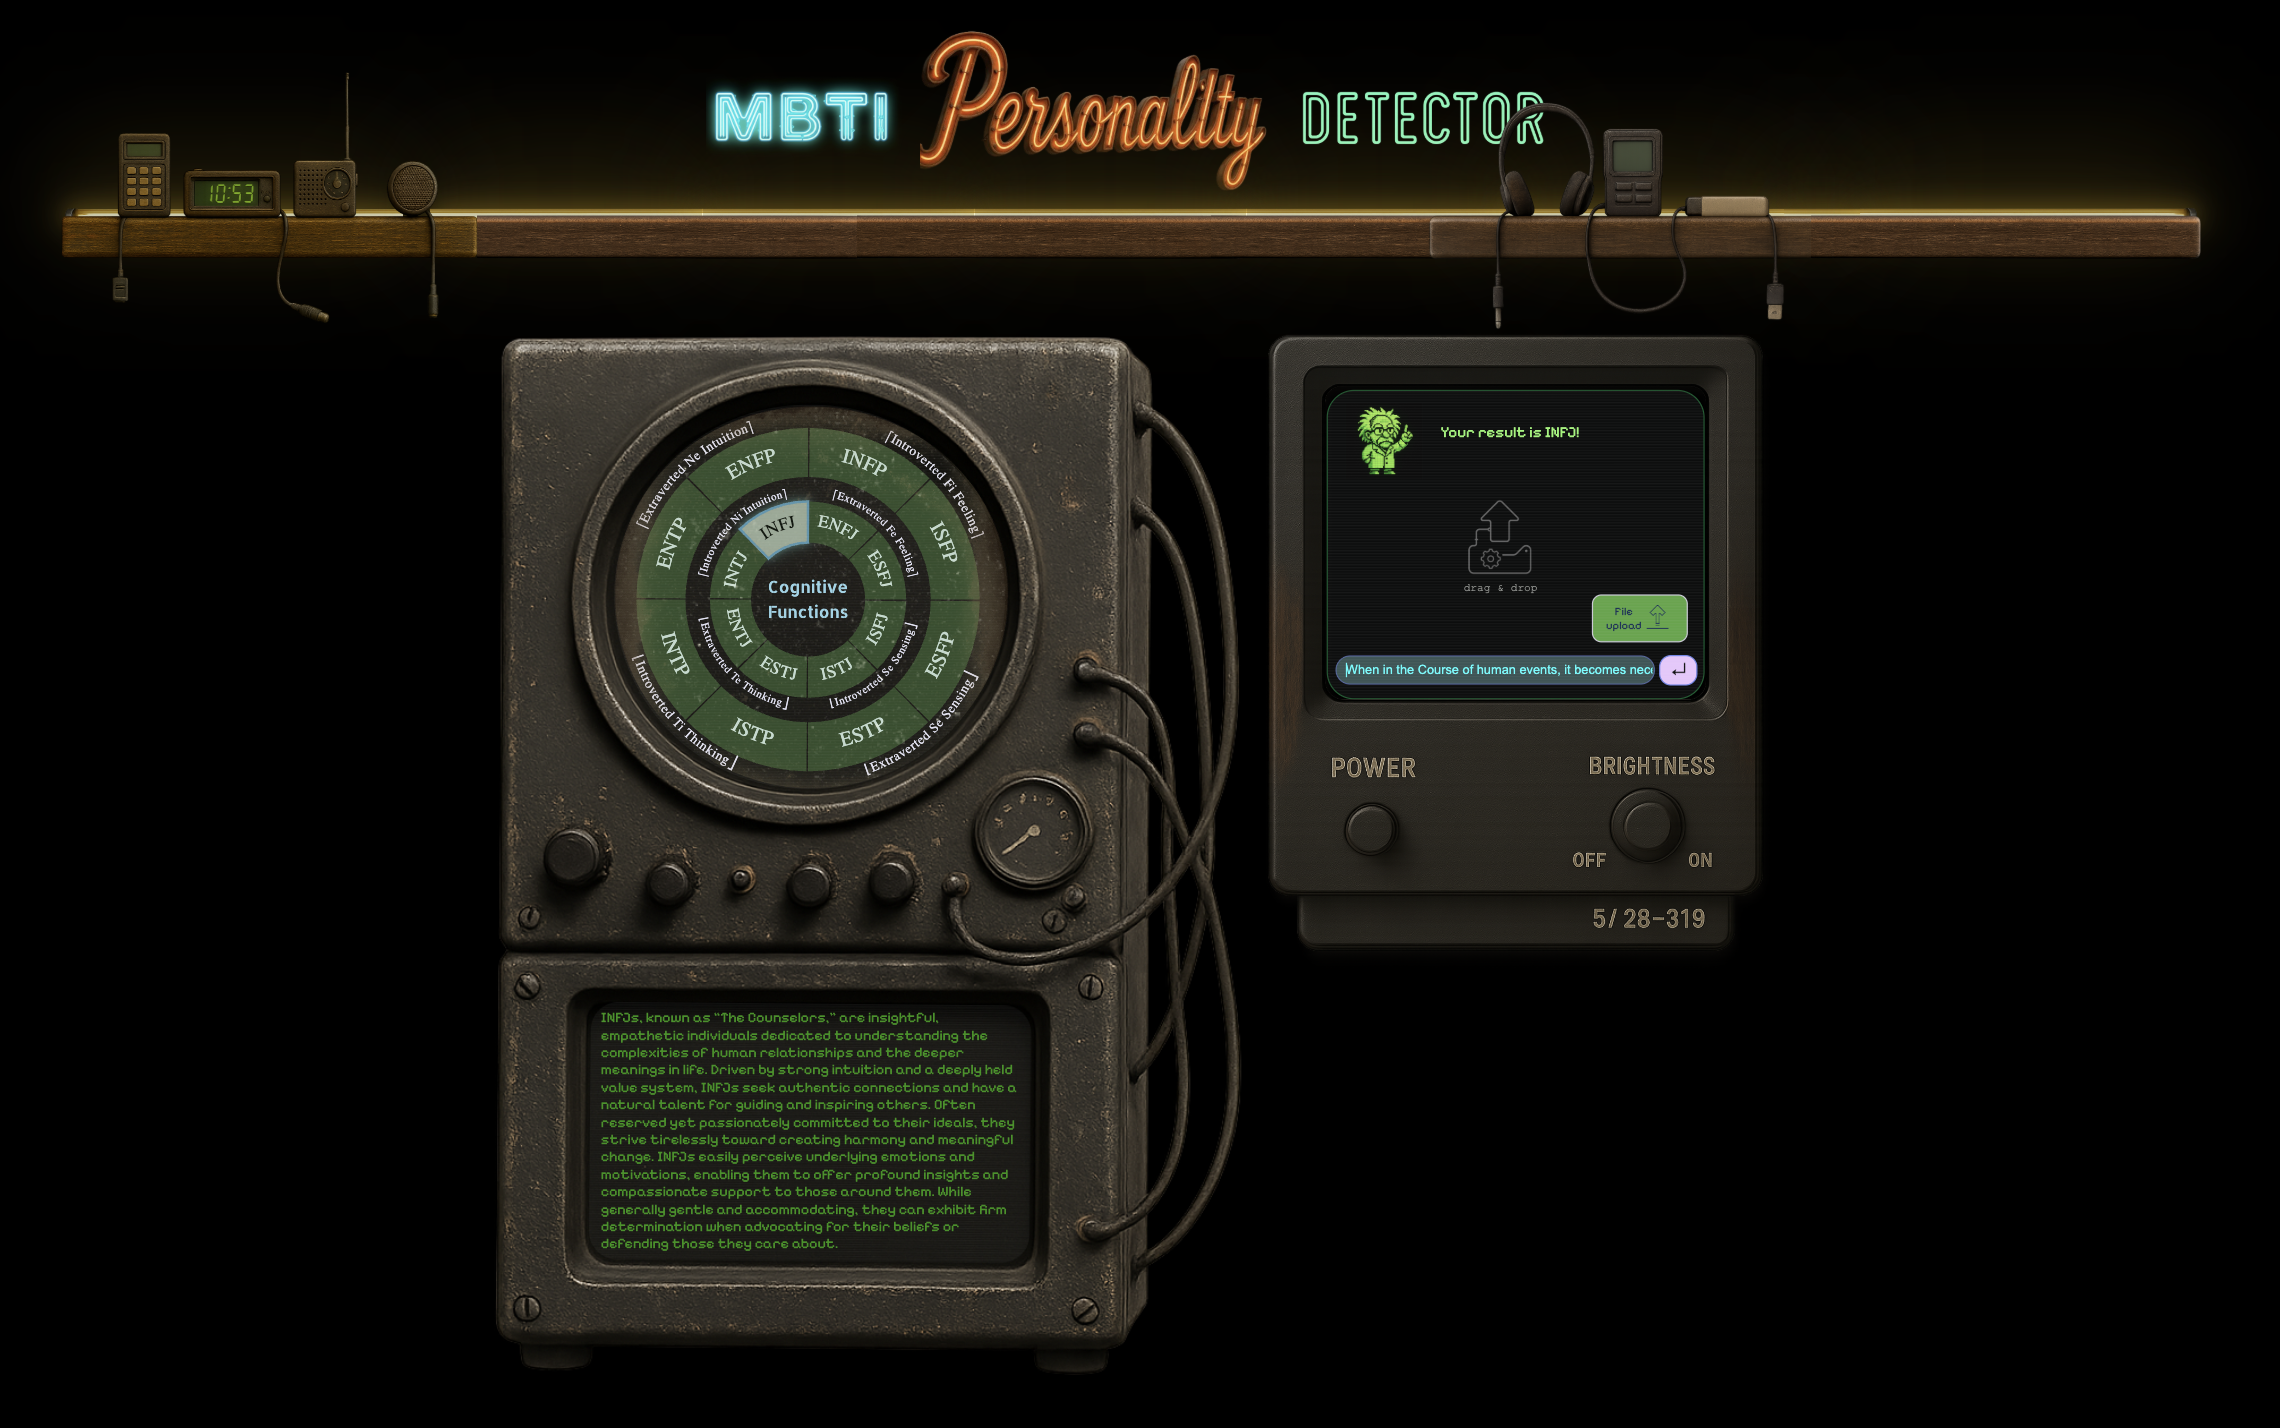 MBTI Personality DETECTOR
10:53
[Extraverted Ne Intuition]
ENFP
INFP
[Introverted Fi Feeling]
ENTP
ISFP
[Introverted Ni Intuition]
[Extraverted Fe Feeling]
INFJ
ENFJ
INTJ
ESFJ
Cognitive
Functions
ENTJ
ISFJ
ESTJ
ISTJ
[Extraverted Te Thinking]
[Introverted Se Sensing]
INTP
ESFP
ISTP
ESTP
[Introverted Ti Thinking]
[Extraverted Se Sensing]
Your result is INFJ!
drag & drop
File
upload
When in the Course of human events, it becomes nece
POWER
BRIGHTNESS
OFF
ON
5/28-319
INFJs, known as “The Counselors,” are insightful,
empathetic individuals dedicated to understanding the
complexities of human relationships and the deeper
meanings in life. Driven by strong intuition and a deeply held
value system, INFJs seek authentic connections and have a
natural talent for guiding and inspiring others. Often
reserved yet passionately committed to their ideals, they
strive tirelessly toward creating harmony and meaningful
change. INFJs easily perceive underlying emotions and
motivations, enabling them to offer profound insights and
compassionate support to those around them. While
generally gentle and accommodating, they can exhibit firm
determination when advocating for their beliefs or
defending those they care about.